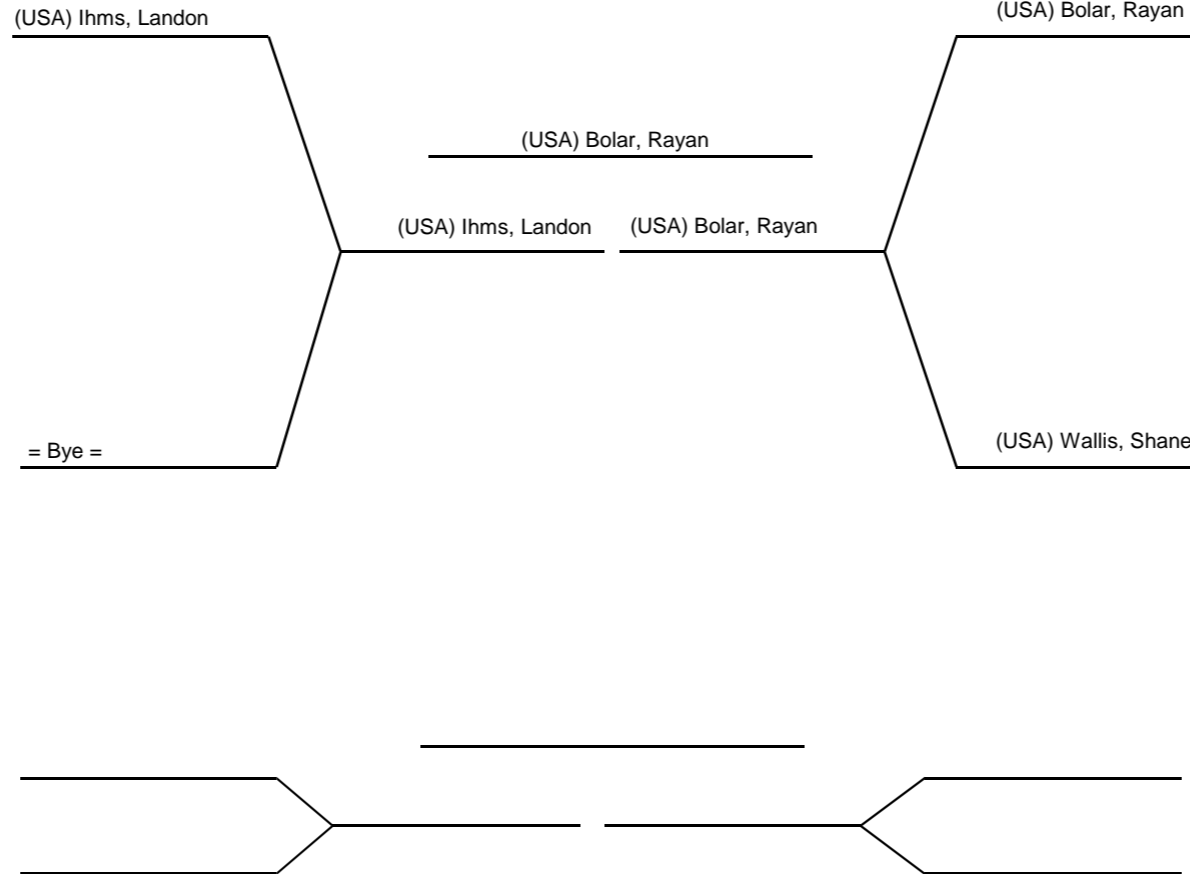 (USA) Ihms, Landon
(USA) Bolar, Rayan
(USA) Bolar, Rayan
(USA) Ihms, Landon
(USA) Bolar, Rayan
= Bye =
(USA) Wallis, Shane